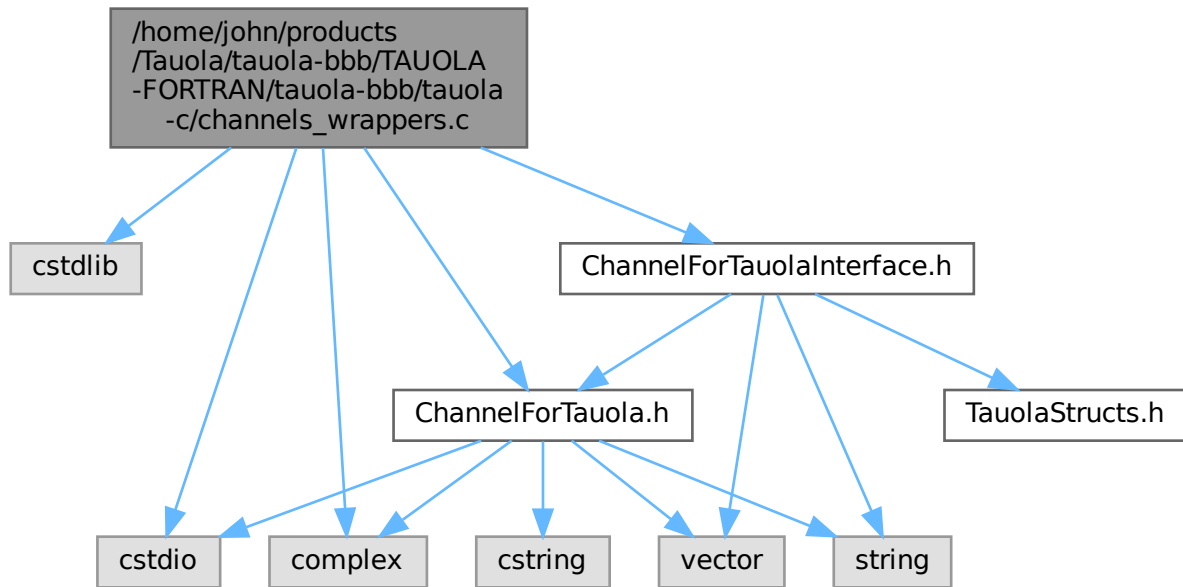 /home/john/products
/Tauola/tauola-bbb/TAUOLA
-FORTRAN/tauola-bbb/tauola
-c/channels_wrappers.c
cstdlib
ChannelForTauolaInterface.h
ChannelForTauola.h
TauolaStructs.h
cstdio
complex
cstring
vector
string